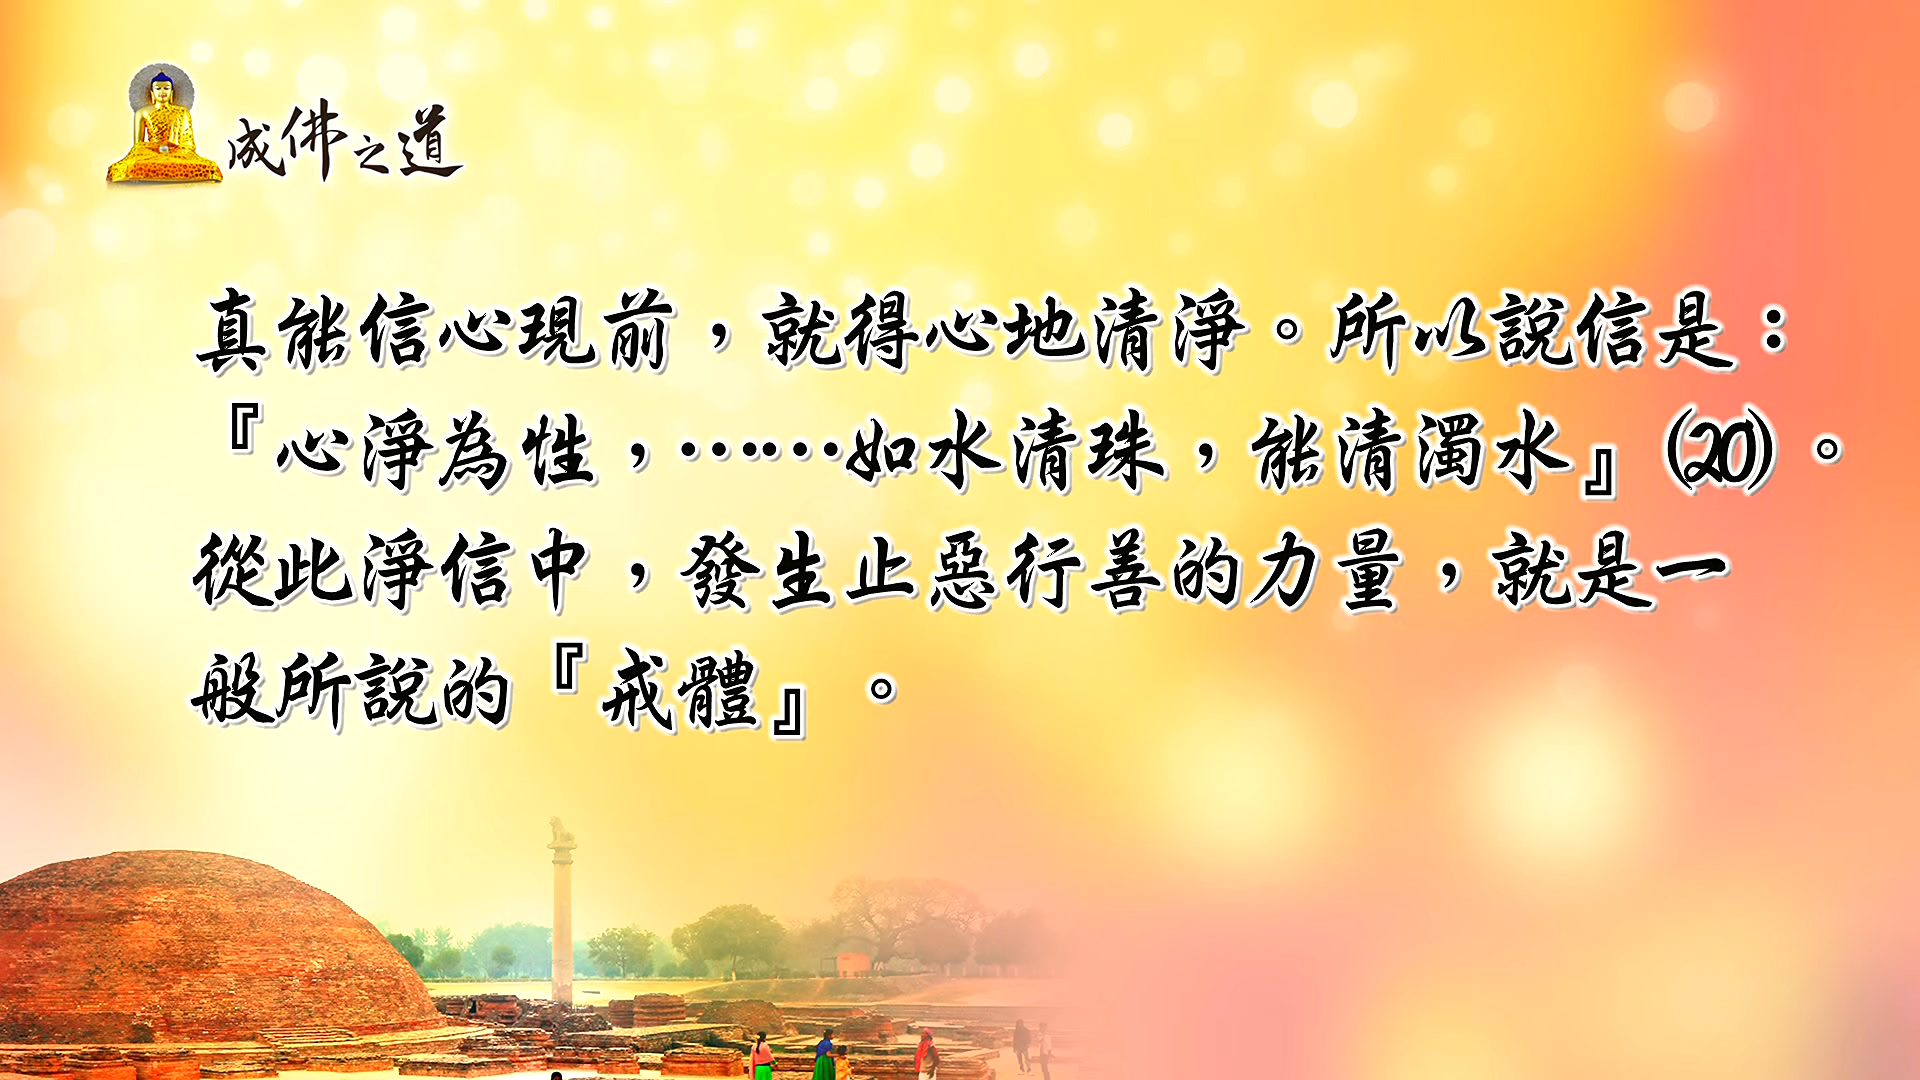 成佛之道
真能信心現前，就得心地清淨。所以說信是：
『心淨為性，……如水清珠，能清濁水』(20)。
從此淨信中，發生止惡行善的力量，就是一
般所說的『戒體』。